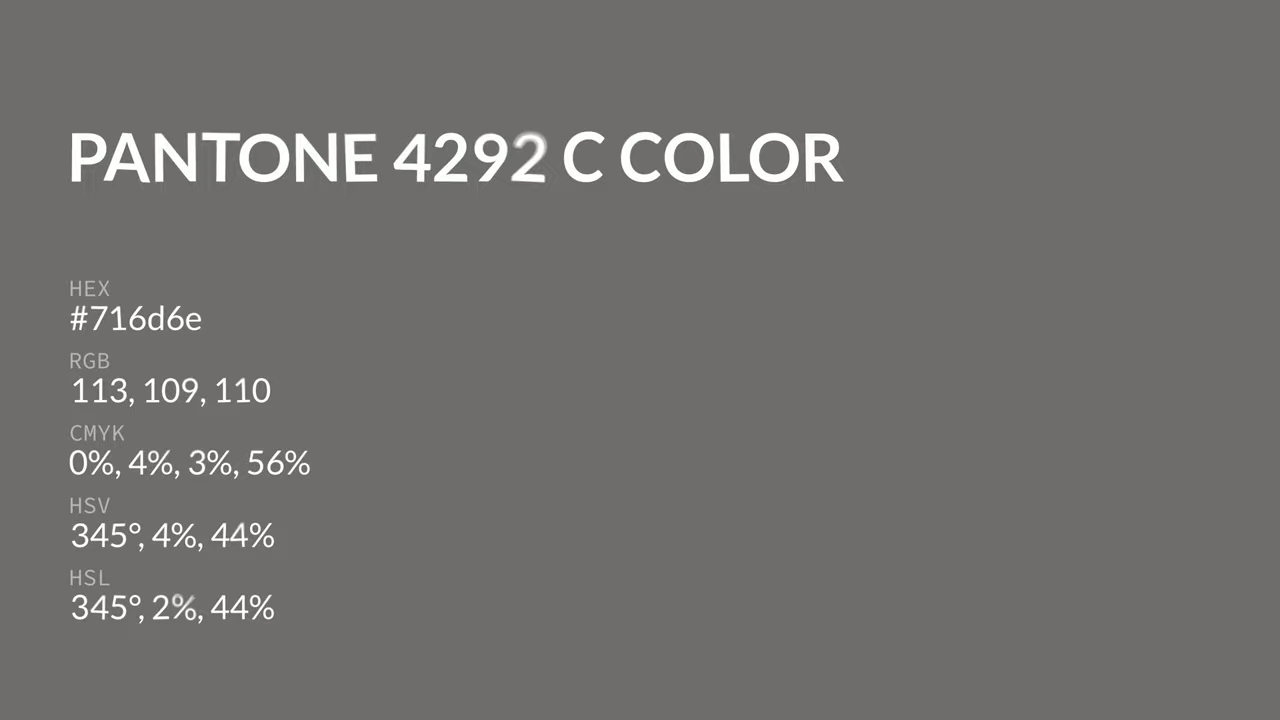 PANTONE 4292 C COLOR
HEX
#716d6e
RGB
113, 109, 110
CMYK
0%, 4%, 3%, 56%
HSV
345°, 4%, 44%
HSL
345°, 2%, 44%